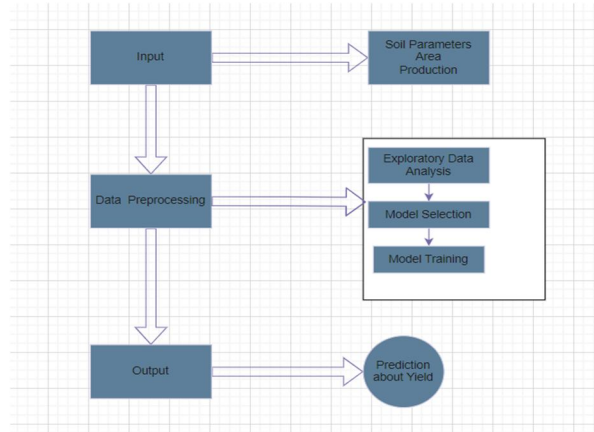 Input
Soil Parameters
Area
Production
Data Preprocessing
Exploratory Data
Analysis
Model Selection
Model Training
Output
Prediction
about Yield